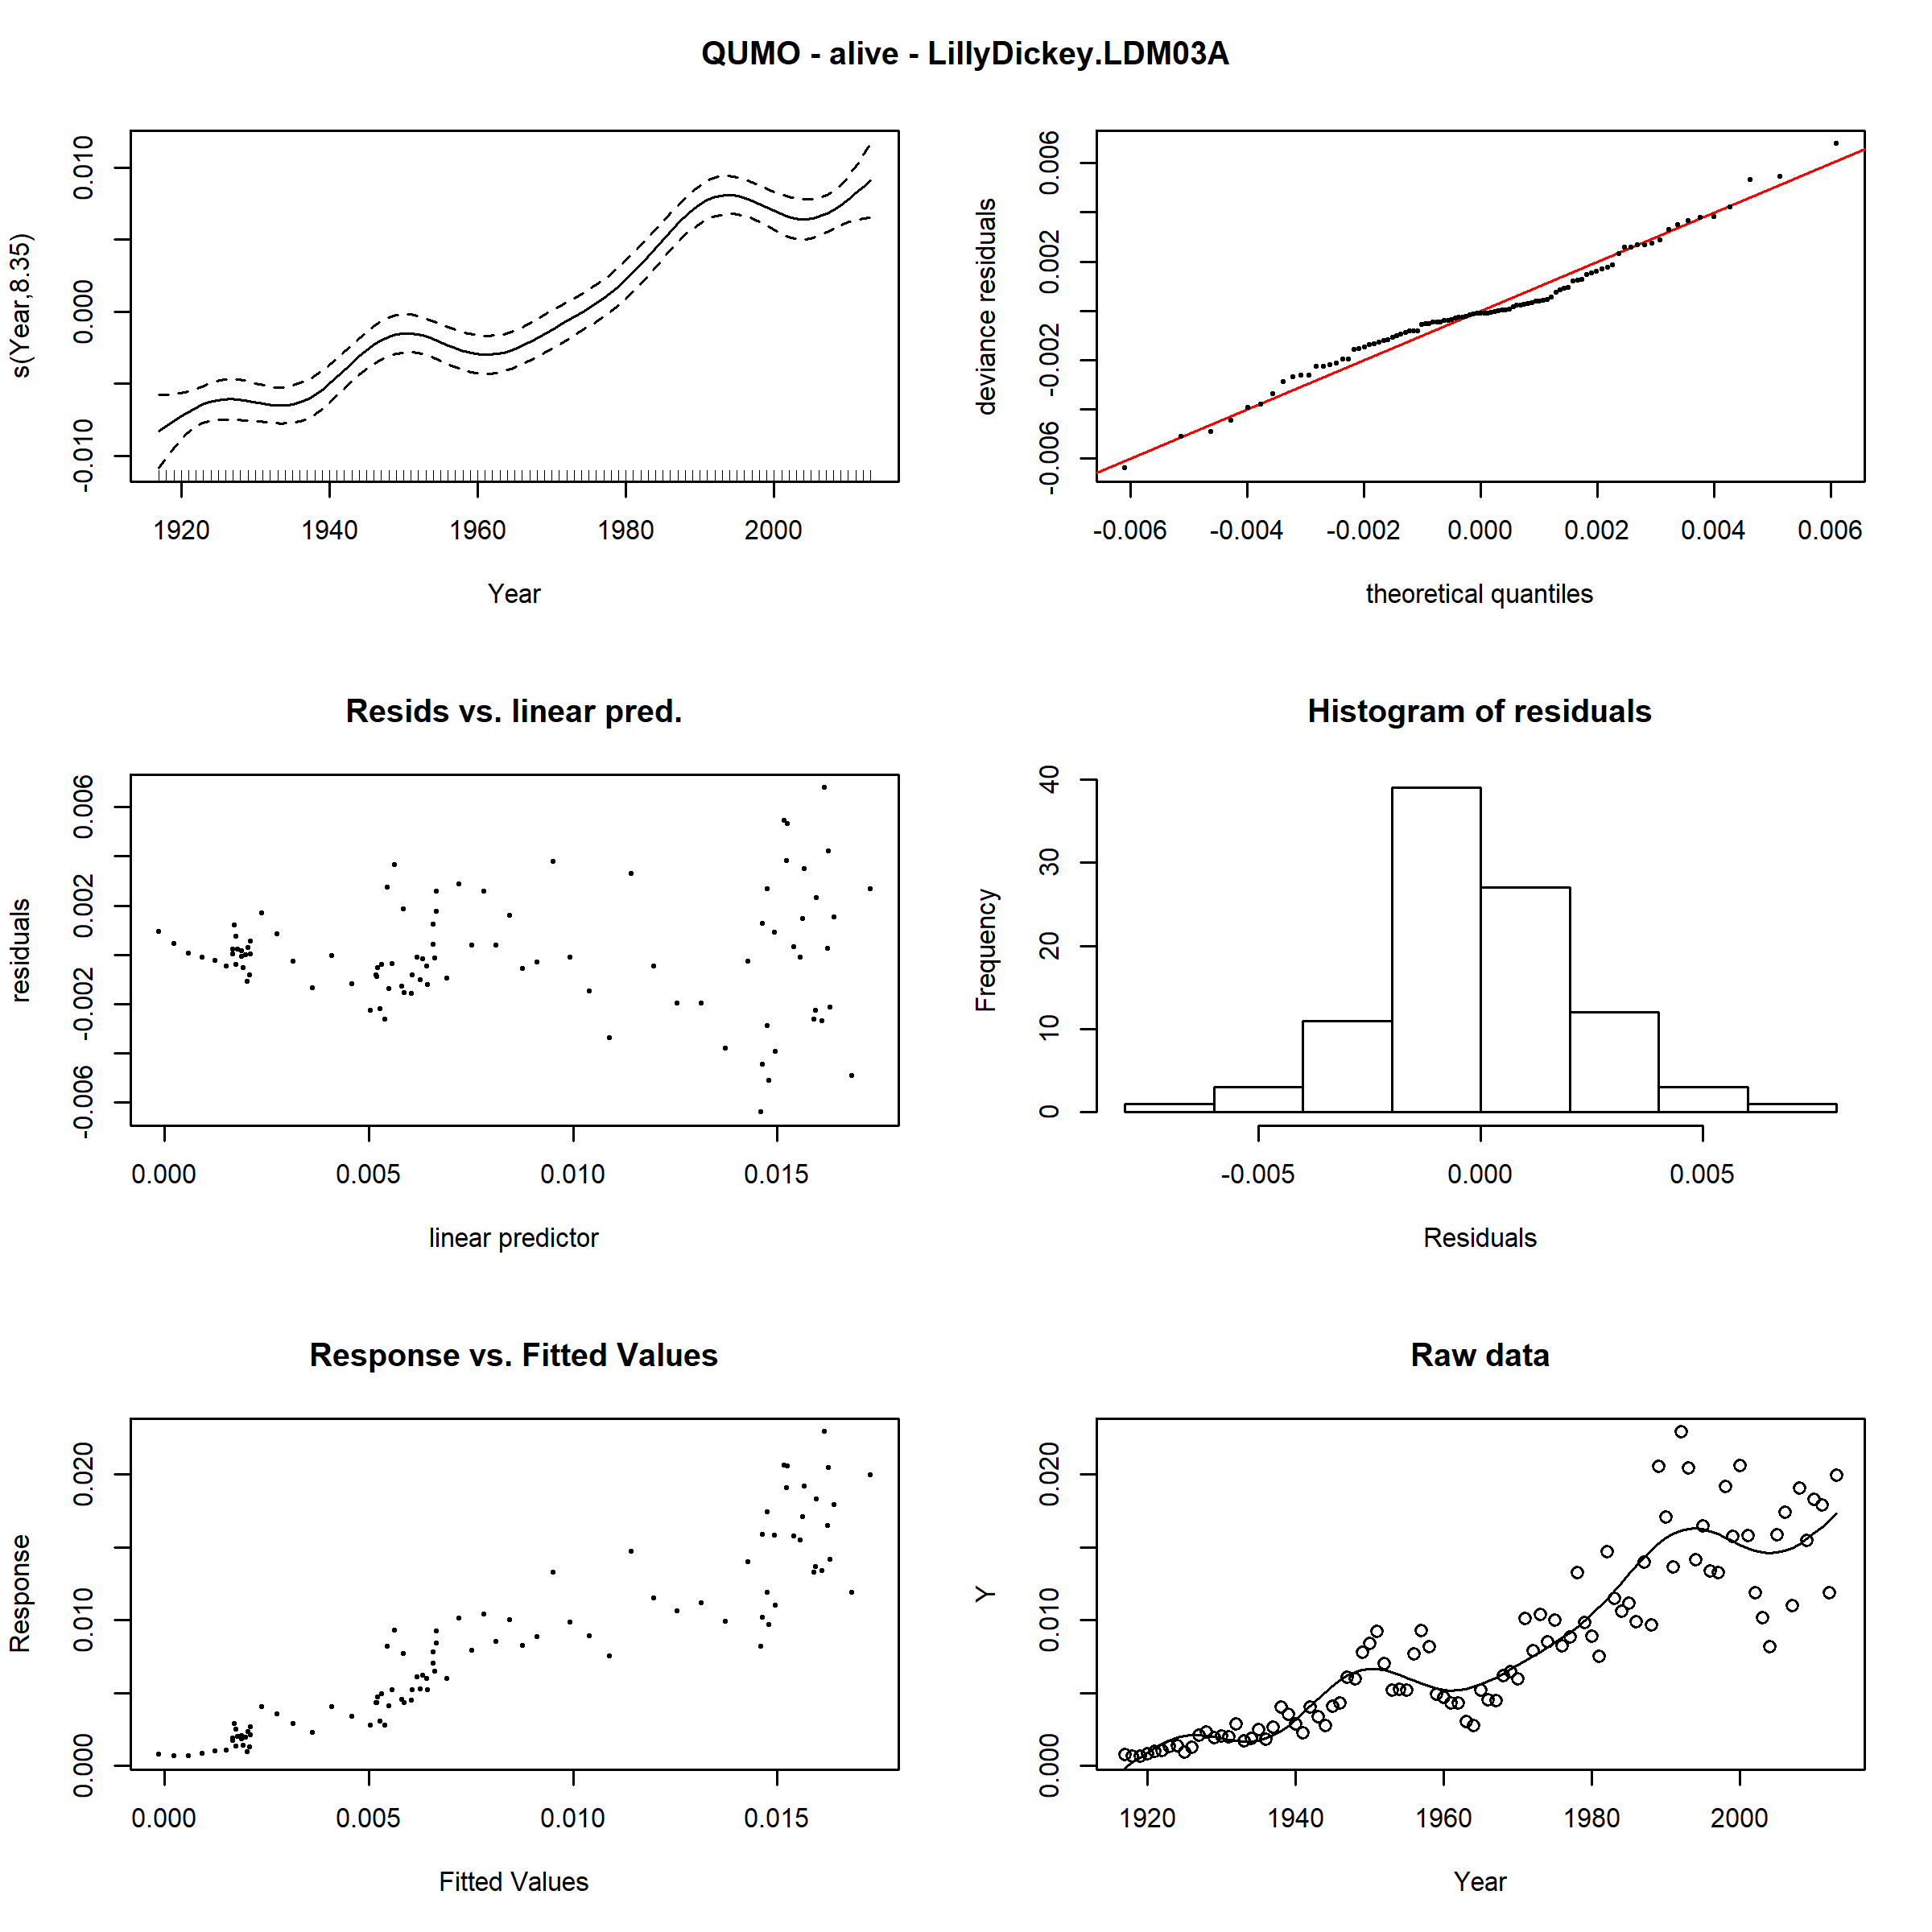 QUMO - alive - LillyDickey.LDM03A
s(Year,8.35)
0.010
0.000
-0.010
1920 1940 1960 1980 2000
Year
deviance residuals
0.006
0.002
-0.002
-0.006
-0.006 -0.004 -0.002 0.000 0.002 0.004 0.006
theoretical quantiles
Resids vs. linear pred.
residuals
0.006
0.002
-0.002
-0.006
0.000 0.005 0.010 0.015
linear predictor
Histogram of residuals
Frequency
40
30
20
10
0
-0.005 0.000 0.005
Residuals
Response vs. Fitted Values
Response
0.020
0.010
0.000
0.000 0.005 0.010 0.015
Fitted Values
Raw data
Y
0.020
0.010
0.000
1920 1940 1960 1980 2000
Year